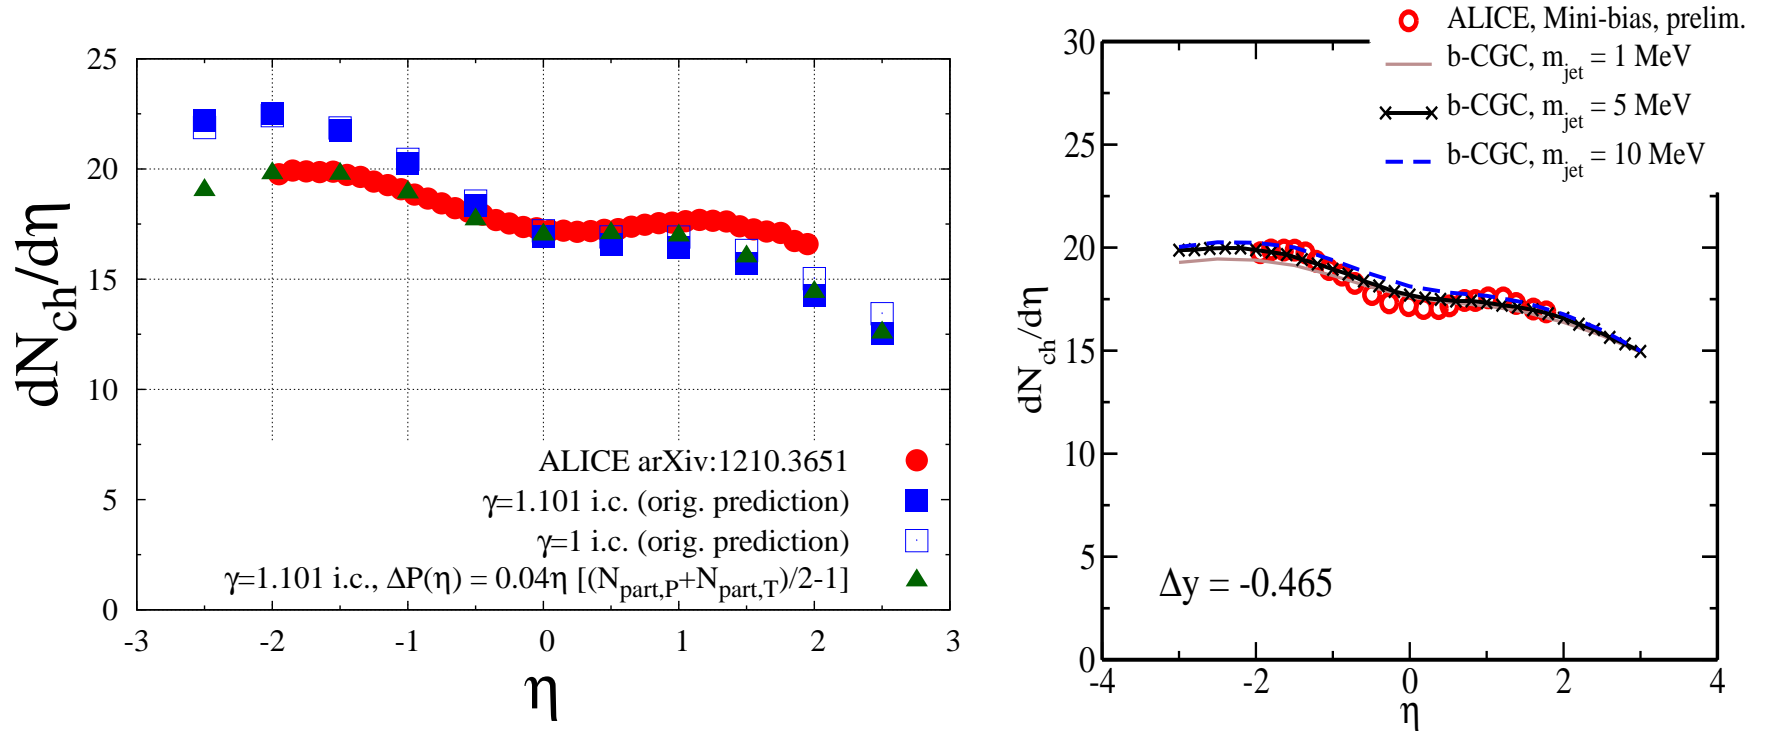 25
20
15
10
5
0
-3
-2
-1
0
1
2
3
dN_ch/dη
η
ALICE arXiv:1210.3651
γ=1.101 i.c. (orig. prediction)
γ=1 i.c. (orig. prediction)
γ=1.101 i.c., ΔP(η) = 0.04η [(N_part,P+N_part,T)/2-1]
ALICE, Mini-bias, prelim.
b-CGC, m_jet = 1 MeV
b-CGC, m_jet = 5 MeV
b-CGC, m_jet = 10 MeV
30
25
20
15
10
5
0
-4
-2
0
2
4
dN_ch/dη
η
Δy = -0.465